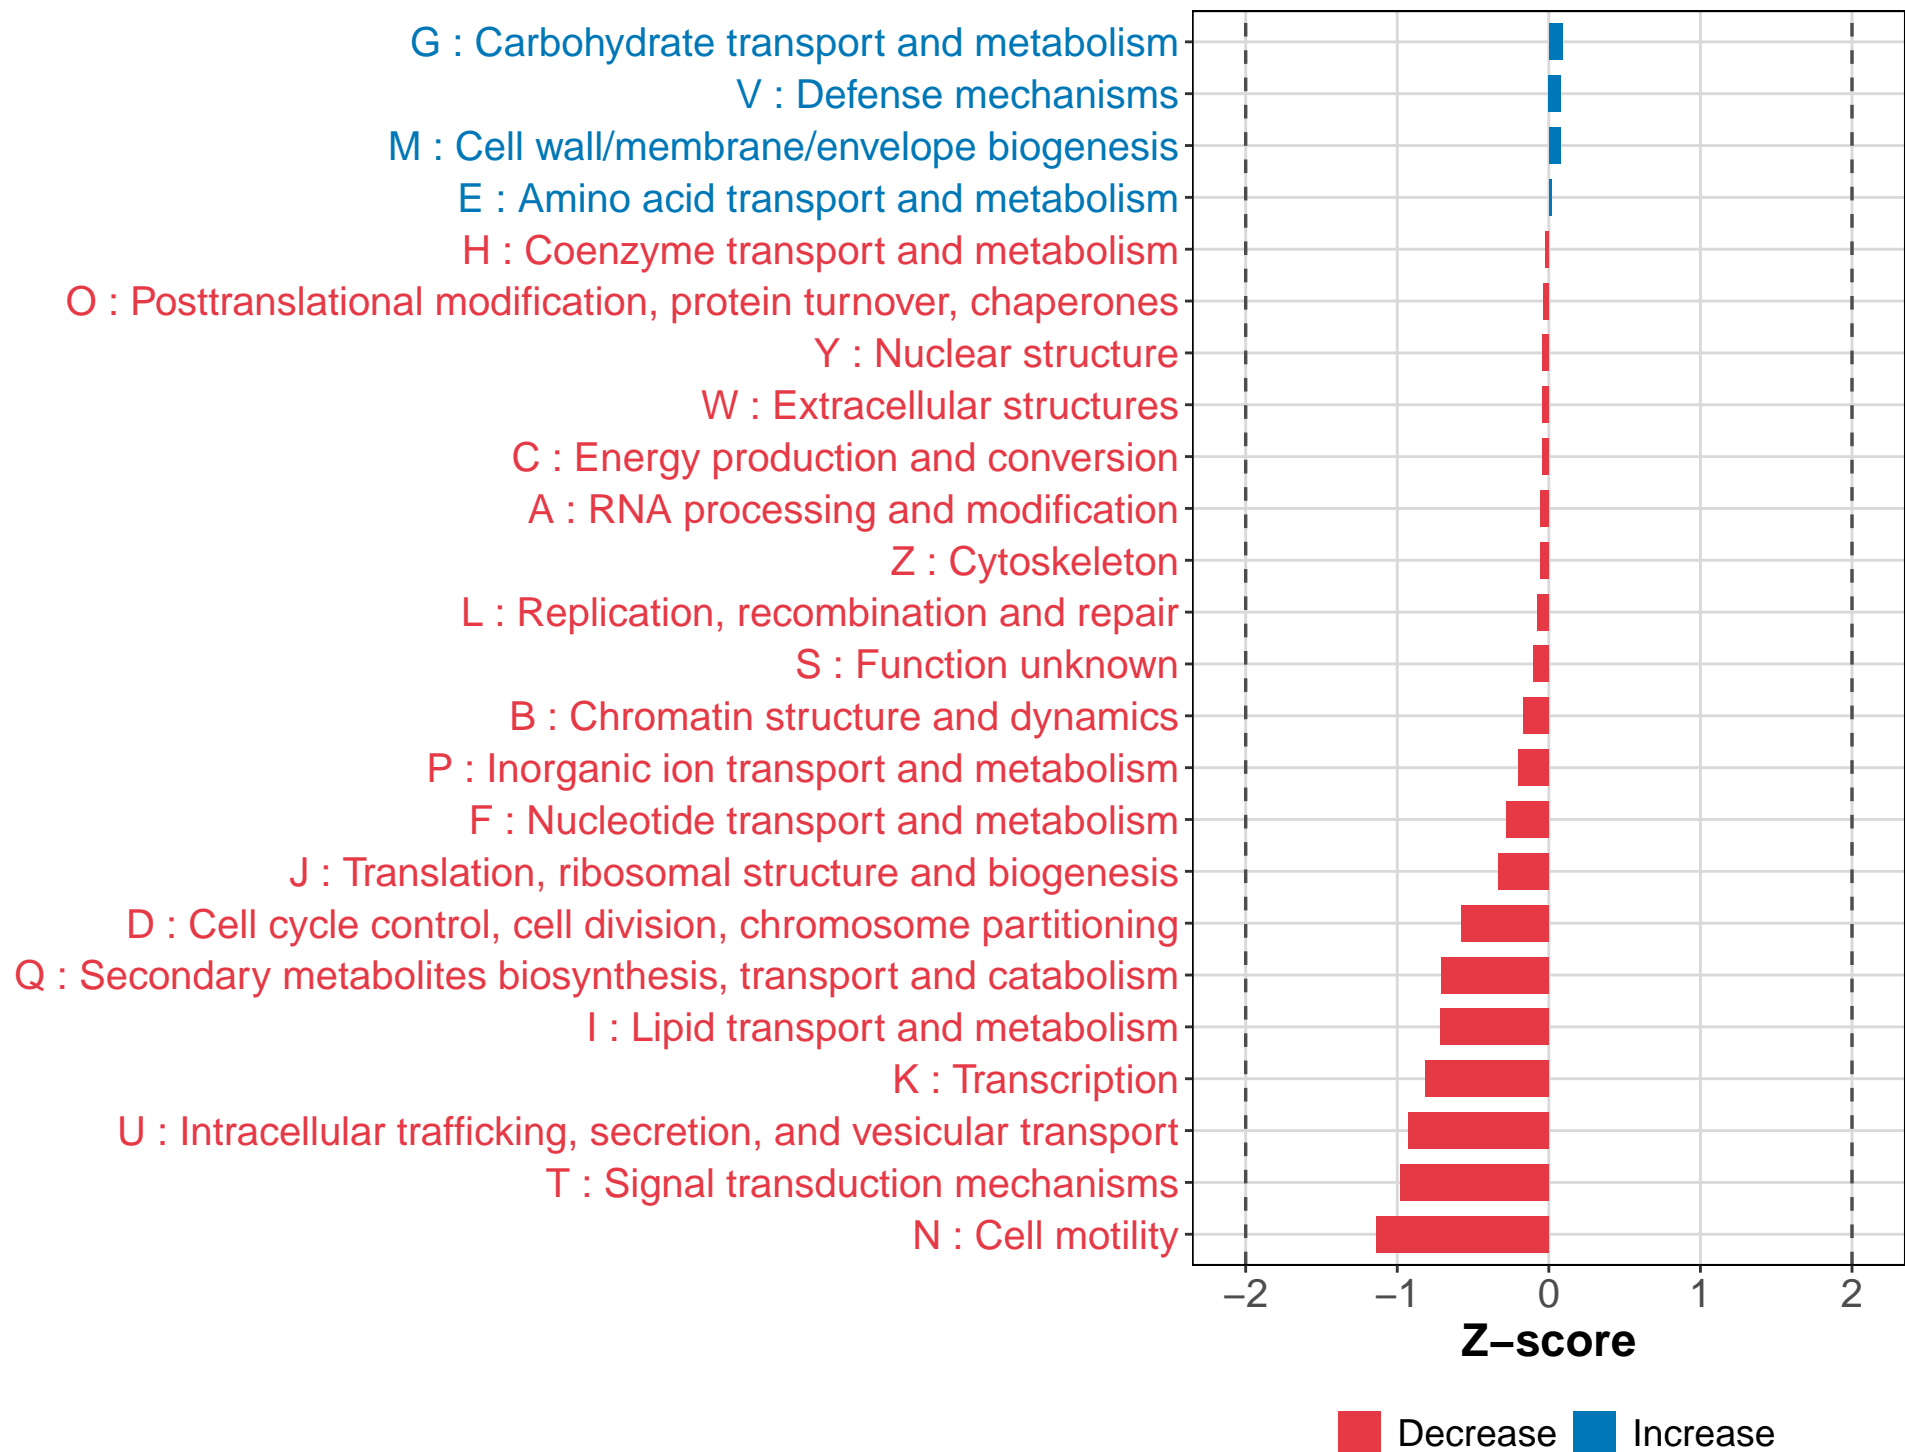 G : Carbohydrate transport and metabolism
V : Defense mechanisms
M : Cell wall/membrane/envelope biogenesis
E : Amino acid transport and metabolism
H : Coenzyme transport and metabolism
O : Posttranslational modification, protein turnover, chaperones
Y : Nuclear structure
W : Extracellular structures
C : Energy production and conversion
A : RNA processing and modification
Z : Cytoskeleton
L : Replication, recombination and repair
S : Function unknown
B : Chromatin structure and dynamics
P : Inorganic ion transport and metabolism
F : Nucleotide transport and metabolism
J : Translation, ribosomal structure and biogenesis
D : Cell cycle control, cell division, chromosome partitioning
Q : Secondary metabolites biosynthesis, transport and catabolism
I : Lipid transport and metabolism
K : Transcription
U : Intracellular trafficking, secretion, and vesicular transport
T : Signal transduction mechanisms
N : Cell motility
−2 −1 0 1 2
Z−score
Decrease Increase